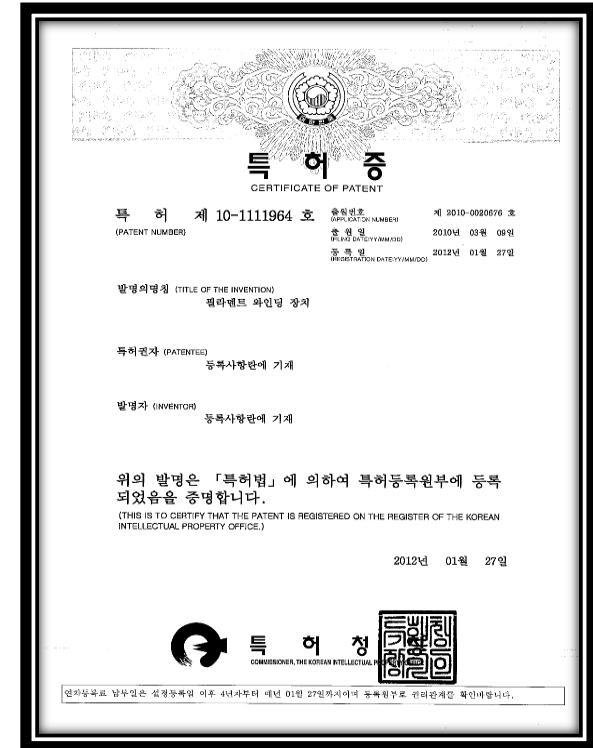 특 허 증
CERTIFICATE OF PATENT
특 허 제 10-1111964 호
(PATENT NUMBER)
출원번호 제 2010-0020676 호
(APPLICATION NUMBER)
출 원 일 2010년 03월 09일
(FILING DATE:YY/MM/DD)
등 록 일 2012년 01월 27일
(REGISTRATION DATE:YY/MM/DD)
발명의명칭 (TITLE OF THE INVENTION)
필라멘트 와인딩 장치
특허권자 (PATENTEE)
등록사항란에 기재
발명자 (INVENTOR)
등록사항란에 기재
위의 발명은 「특허법」에 의하여 특허등록원부에 등록
되었음을 증명합니다.
(THIS IS TO CERTIFY THAT THE PATENT IS REGISTERED ON THE REGISTER OF THE KOREAN
INTELLECTUAL PROPERTY OFFICE.)
2012년 01월 27일
특 허 청
COMMISSIONER, THE KOREAN INTELLECTUAL
연차등록료 납부일은 설정등록일 이후 4년차부터 매년 01월 27일까지이며 등록원부로 권리관계를 확인바랍니다.